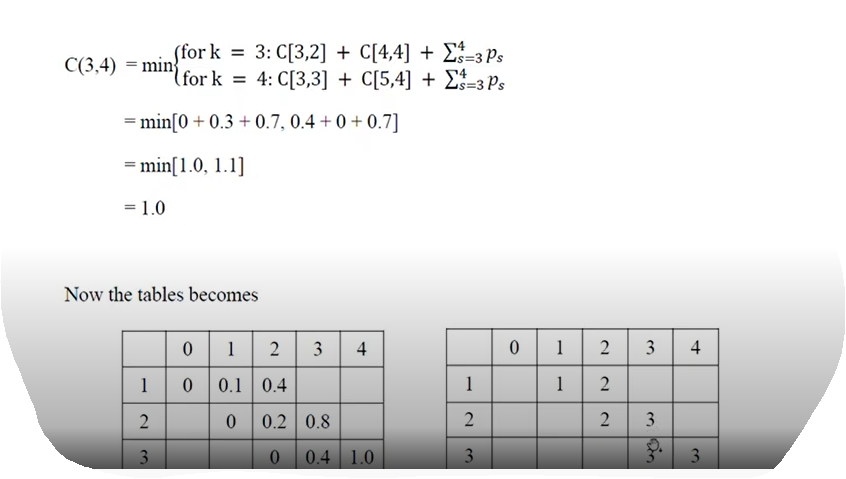 C(3,4) = min{for k = 3: C[3,2] + C[4,4] + ∑⁴ₛ₌₃ pₛ
for k = 4: C[3,3] + C[5,4] + ∑⁴ₛ₌₃ pₛ
= min[0 + 0.3 + 0.7, 0.4 + 0 + 0.7]
= min[1.0, 1.1]
= 1.0
Now the tables becomes
0 1 2 3 4
1 0 0.1 0.4
2 0 0.2 0.8
3 0 0.4 1.0
0 1 2 3 4
1 1 2
2 2 3
3 3 3